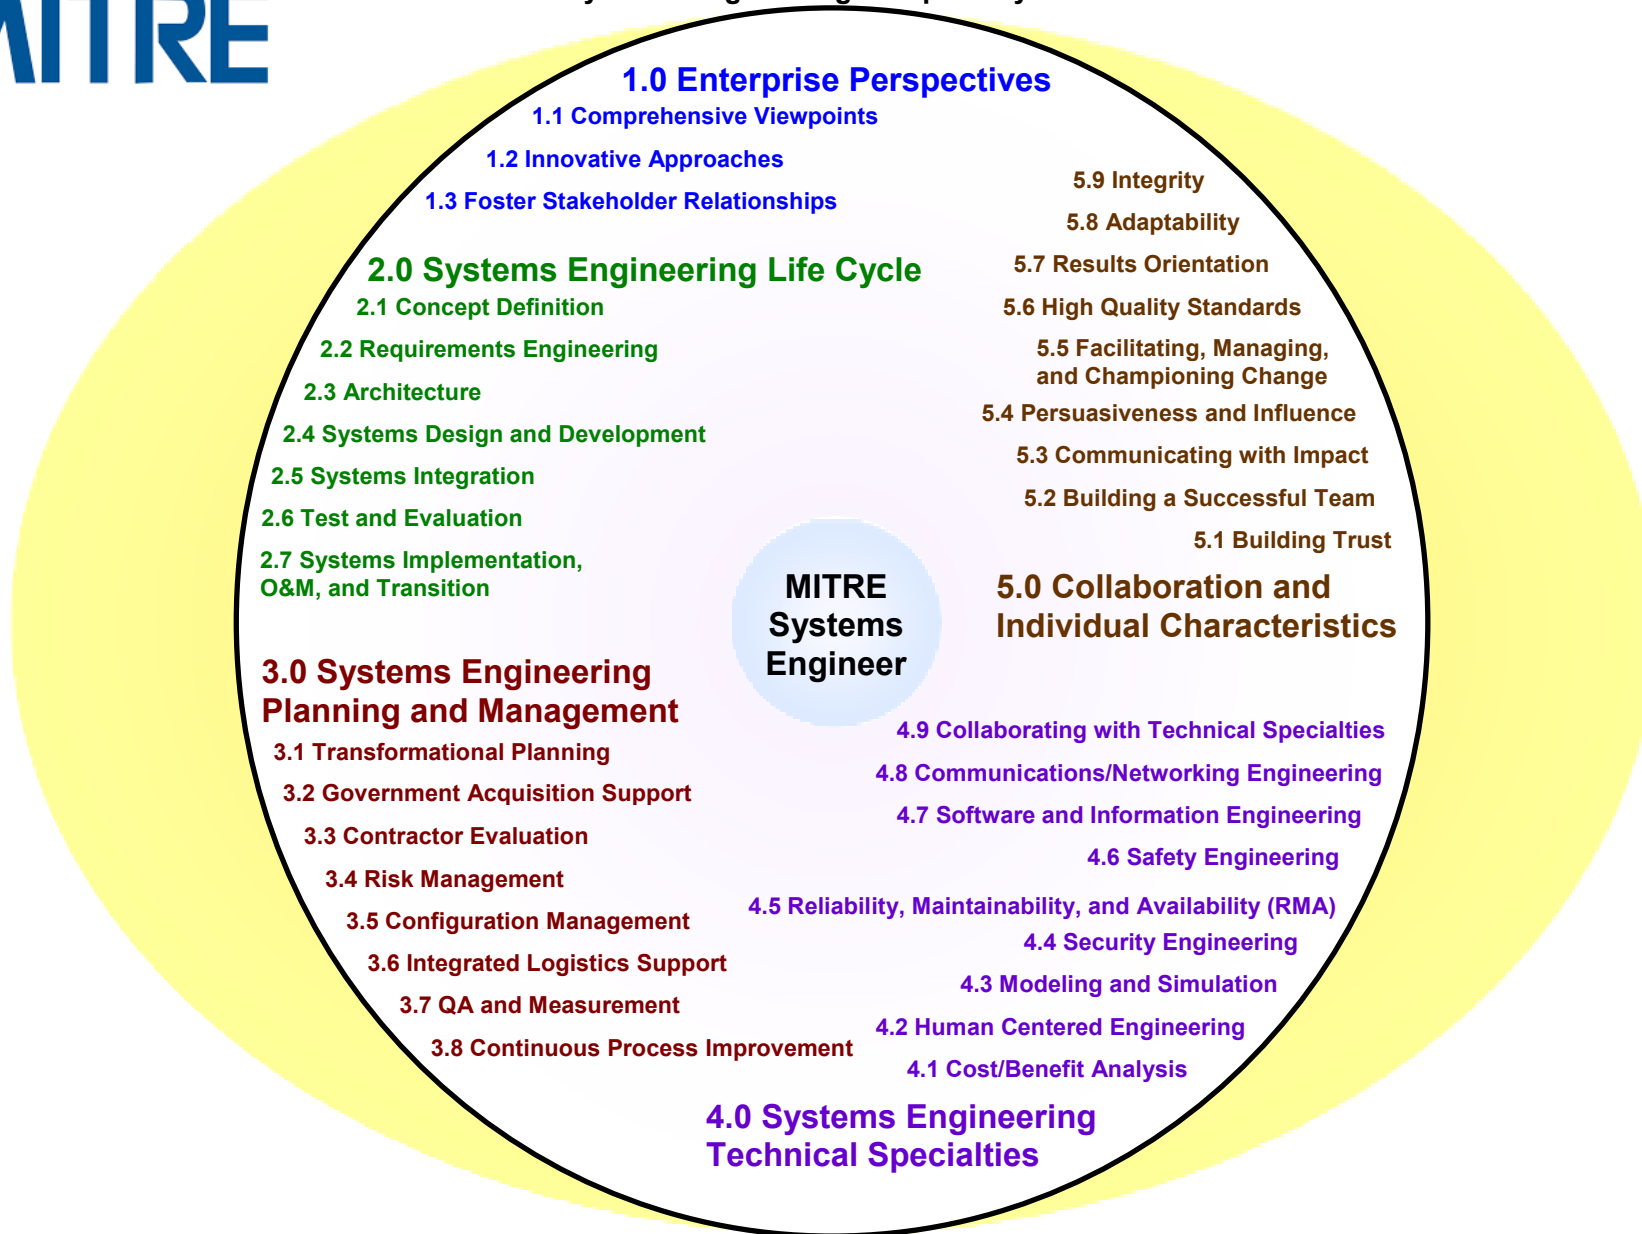 MITRE
1.0 Enterprise Perspectives
1.1 Comprehensive Viewpoints
1.2 Innovative Approaches
1.3 Foster Stakeholder Relationships
2.0 Systems Engineering Life Cycle
2.1 Concept Definition
2.2 Requirements Engineering
2.3 Architecture
2.4 Systems Design and Development
2.5 Systems Integration
2.6 Test and Evaluation
2.7 Systems Implementation,
O&M, and Transition
3.0 Systems Engineering
Planning and Management
3.1 Transformational Planning
3.2 Government Acquisition Support
3.3 Contractor Evaluation
3.4 Risk Management
3.5 Configuration Management
3.6 Integrated Logistics Support
3.7 QA and Measurement
3.8 Continuous Process Improvement
MITRE
Systems
Engineer
5.9 Integrity
5.8 Adaptability
5.7 Results Orientation
5.6 High Quality Standards
5.5 Facilitating, Managing,
and Championing Change
5.4 Persuasiveness and Influence
5.3 Communicating with Impact
5.2 Building a Successful Team
5.1 Building Trust
5.0 Collaboration and
Individual Characteristics
4.9 Collaborating with Technical Specialties
4.8 Communications/Networking Engineering
4.7 Software and Information Engineering
4.6 Safety Engineering
4.5 Reliability, Maintainability, and Availability (RMA)
4.4 Security Engineering
4.3 Modeling and Simulation
4.2 Human Centered Engineering
4.1 Cost/Benefit Analysis
4.0 Systems Engineering
Technical Specialties